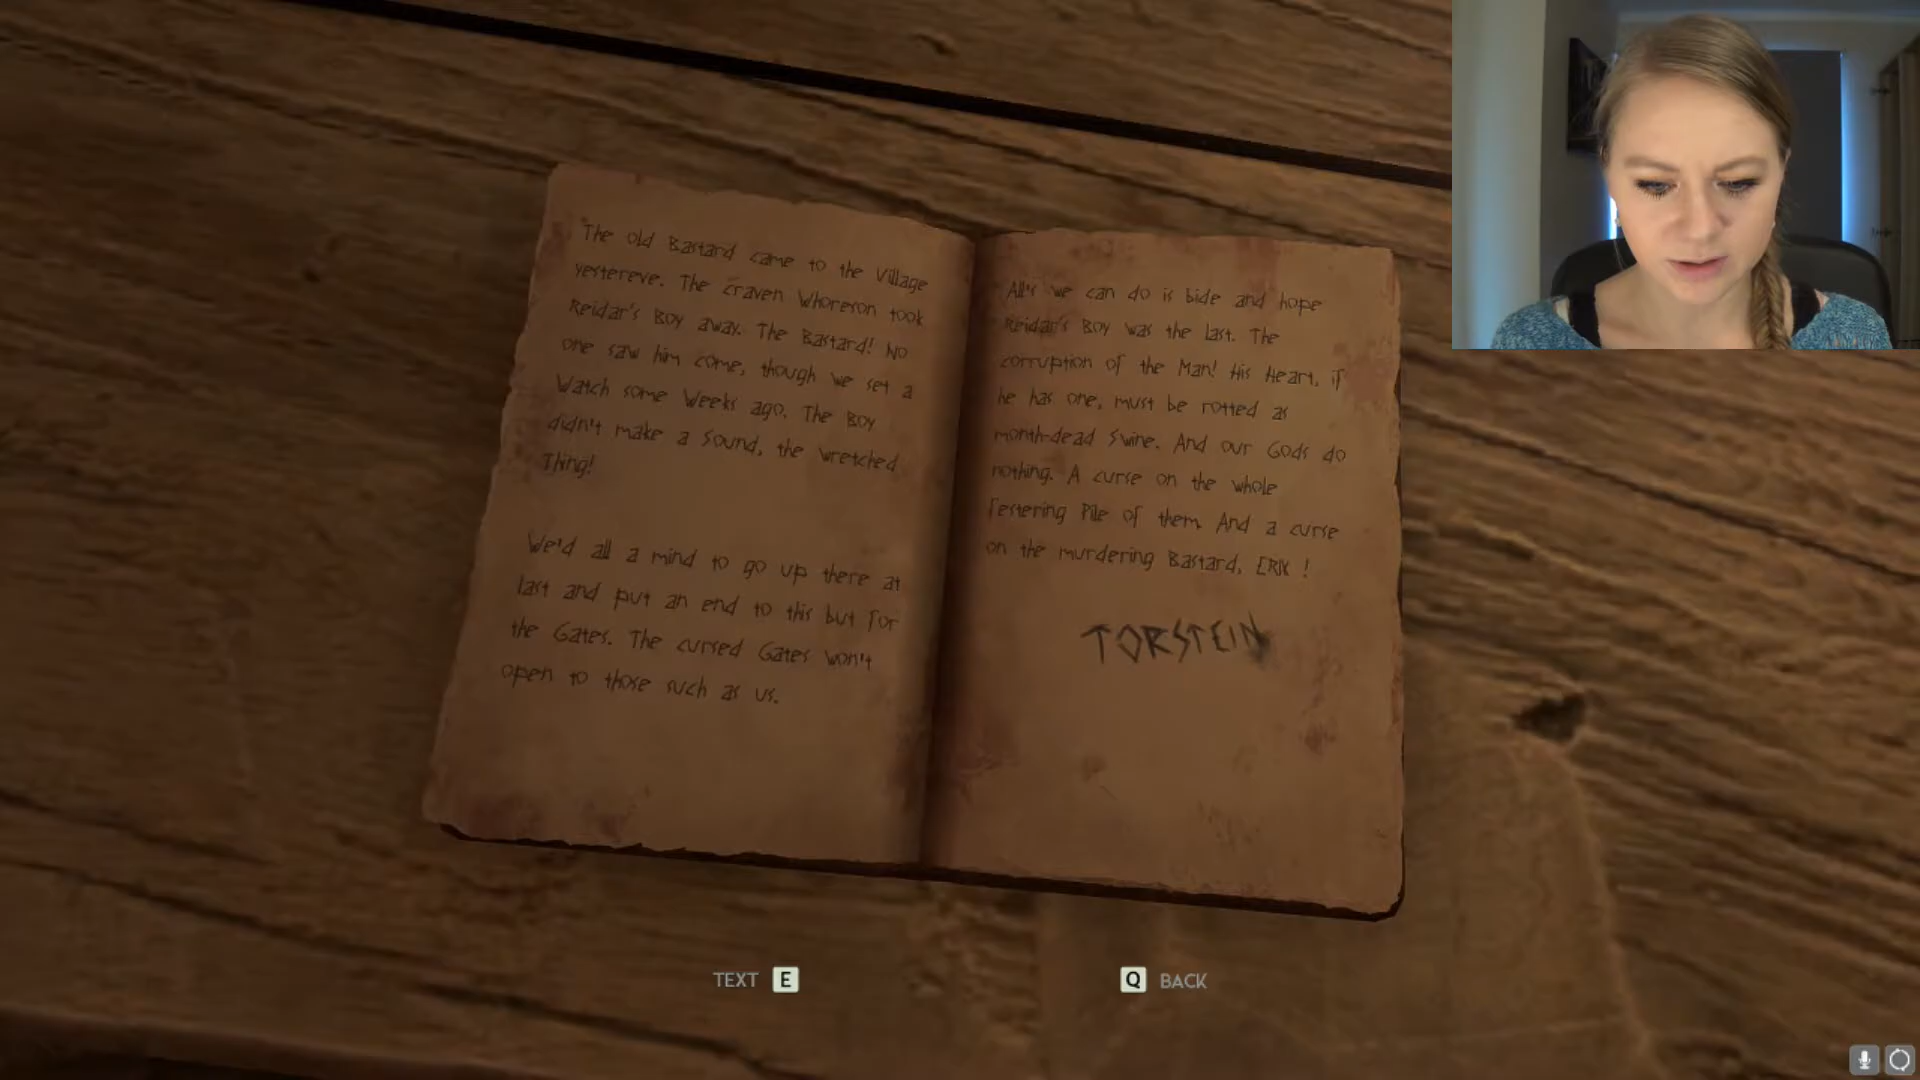 The old Bastard came to the Village
yestereve. The craven Whoreson took
Reidar's Boy away. The Bastard! No
one saw him come, though we set a
Watch some Weeks ago. The Boy
didn't make a Sound, the wretched
Thing!
We'd all a mind to go up there at
last and put an end to this but for
the Gates. The cursed Gates won't
open to those such as us.
All's we can do is bide and hope
Reidar's Boy was the last. The
corruption of the Man! His Heart, if
he has one, must be rotted as
month-dead Swine. And our Gods do
nothing. A curse on the whole
festering Pile of them. And a curse
on the murdering Bastard, ERIK !
TORSTEIN
TEXT E
Q BACK